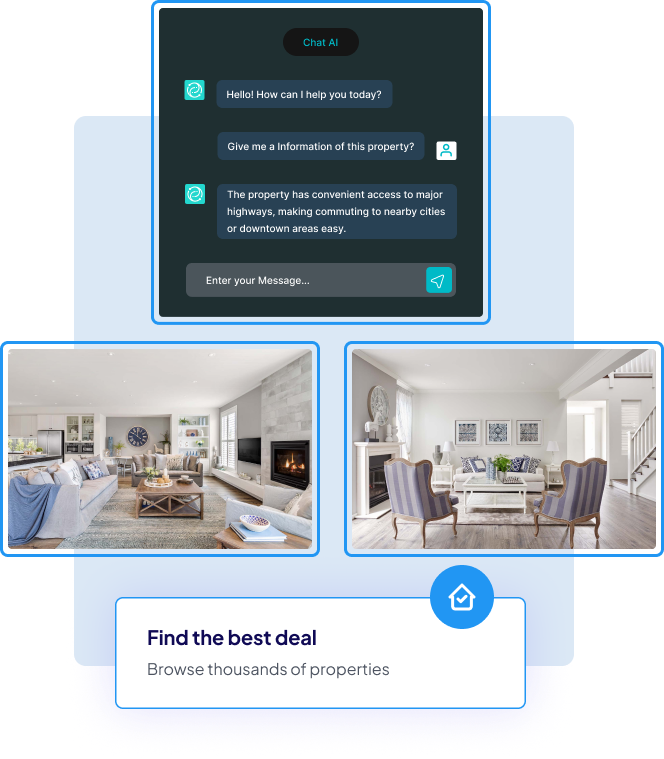 Chat AI
Hello! How can I help you today?
Give me a Information of this property?
The property has convenient access to major
highways, making commuting to nearby cities
or downtown areas easy.
Enter your Message...
Find the best deal
Browse thousands of properties